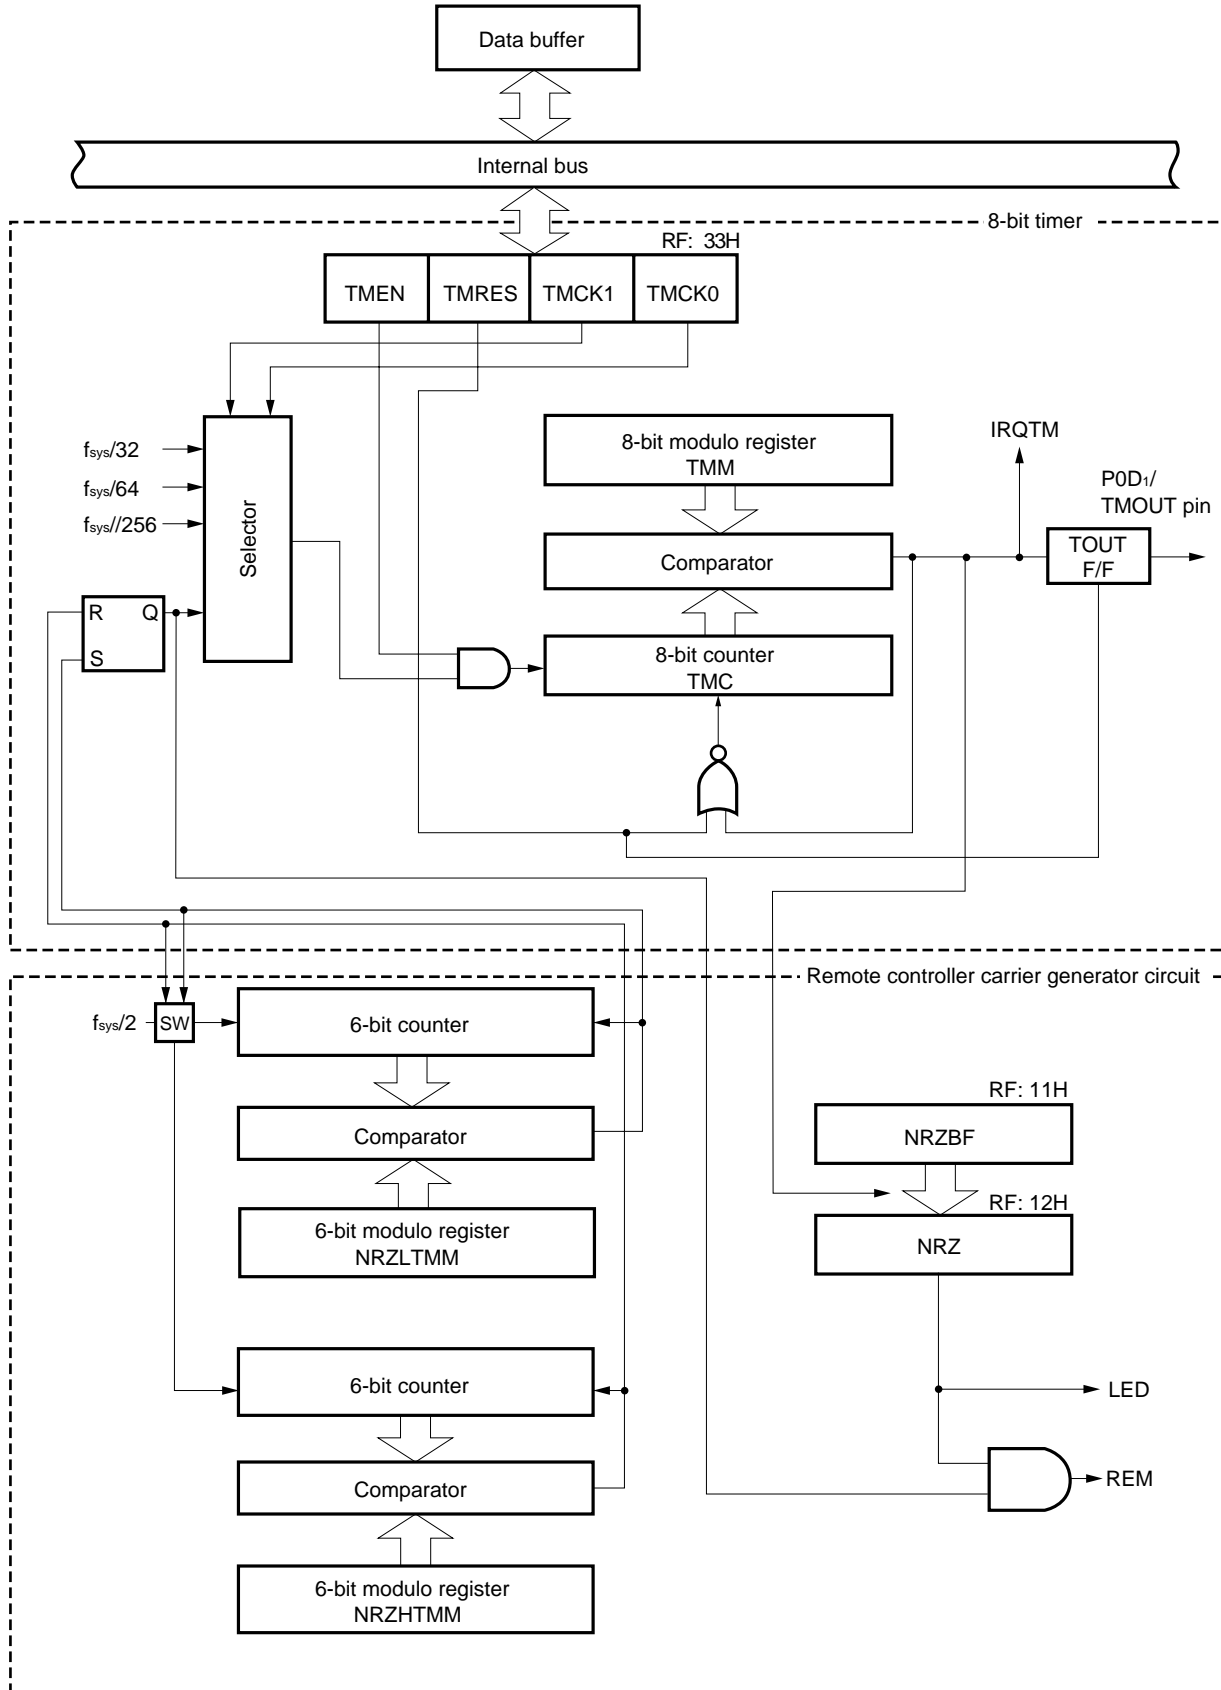 Data buffer
Internal bus
8-bit timer
RF: 33H
TMEN TMRES TMCK1 TMCK0
fsys/32
fsys/64
fsys//256
Selector
8-bit modulo register
TMM
Comparator
8-bit counter
TMC
IRQTM
P0D1/
TMOUT pin
TOUT
F/F
R Q
S
Remote controller carrier generator circuit
fsys/2
SW
6-bit counter
Comparator
6-bit modulo register
NRZLTMM
6-bit counter
Comparator
6-bit modulo register
NRZHTMM
RF: 11H
NRZBF
RF: 12H
NRZ
LED
REM